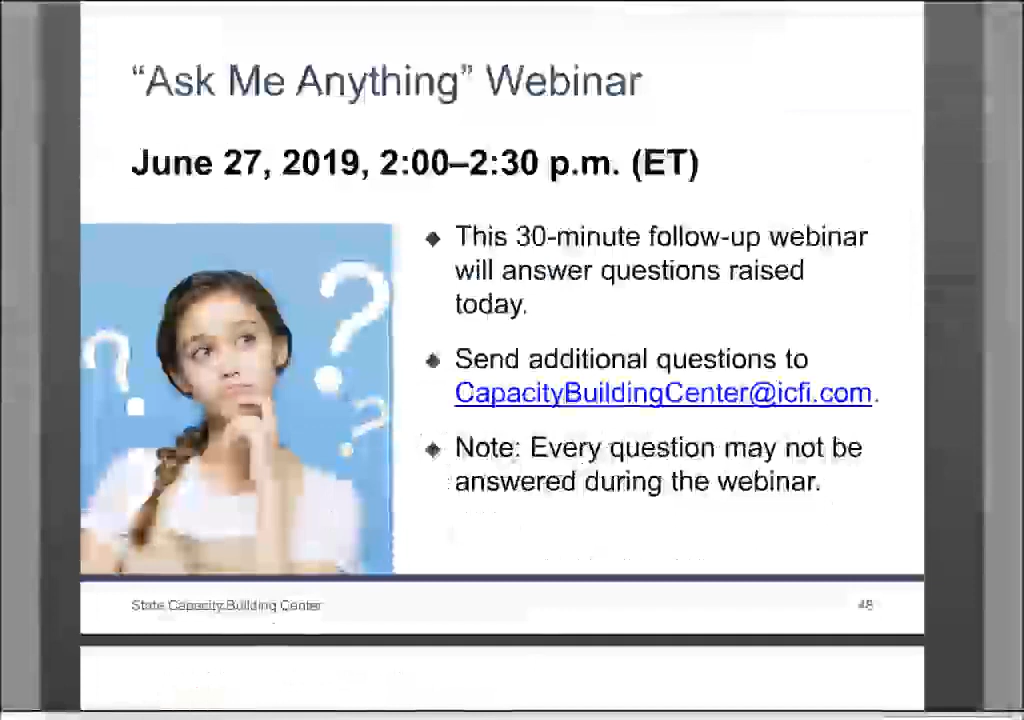 “Ask Me Anything” Webinar
June 27, 2019, 2:00–2:30 p.m. (ET)
◆ This 30-minute follow-up webinar
will answer questions raised
today.
◆ Send additional questions to
CapacityBuildingCenter@icfi.com.
◆ Note: Every question may not be
answered during the webinar.
State Capacity Building Center
48